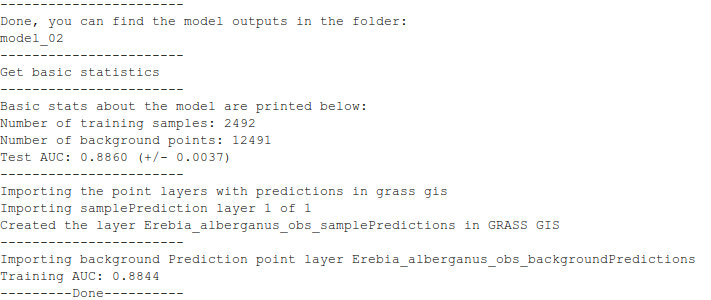 -----------------------
Done, you can find the model outputs in the folder:
model_02
-----------------------
Get basic statistics
-----------------------
Basic stats about the model are printed below:
Number of training samples: 2492
Number of background points: 12491
Test AUC: 0.8860 (+/- 0.0037)
-----------------------
Importing the point layers with predictions in grass gis
Importing samplePrediction layer 1 of 1
Created the layer Erebia_alberganus_obs_samplePredictions in GRASS GIS
-----------------------
Importing background Prediction point layer Erebia_alberganus_obs_backgroundPredictions
Training AUC: 0.8844
---------Done----------